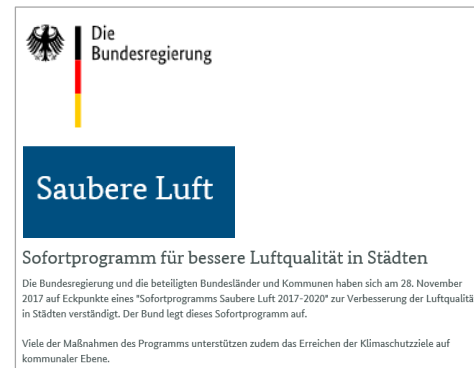 Die
Bundesregierung
Saubere Luft
Sofortprogramm für bessere Luftqualität in Städten
Die Bundesregierung und die beteiligten Bundesländer und Kommunen haben sich am 28. November
2017 auf Eckpunkte eines "Sofortprogramms Saubere Luft 2017-2020" zur Verbesserung der Luftqualitä
in Städten verständigt. Der Bund legt dieses Sofortprogramm auf.
Viele der Maßnahmen des Programms unterstützen zudem das Erreichen der Klimaschutzziele auf
kommunaler Ebene.